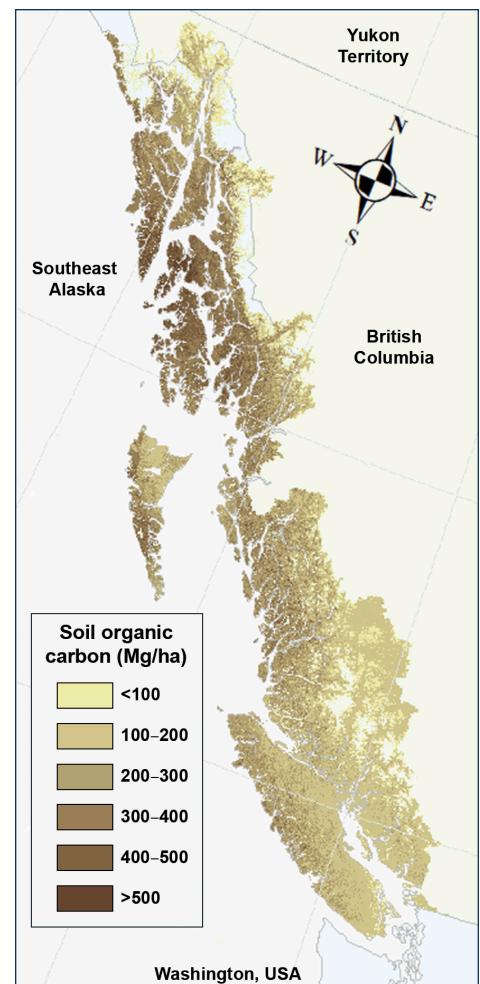 Yukon
Territory
N
W
E
S
Southeast
Alaska
British
Columbia
Soil organic
carbon (Mg/ha)
<100
100–200
200–300
300–400
400–500
>500
Washington, USA